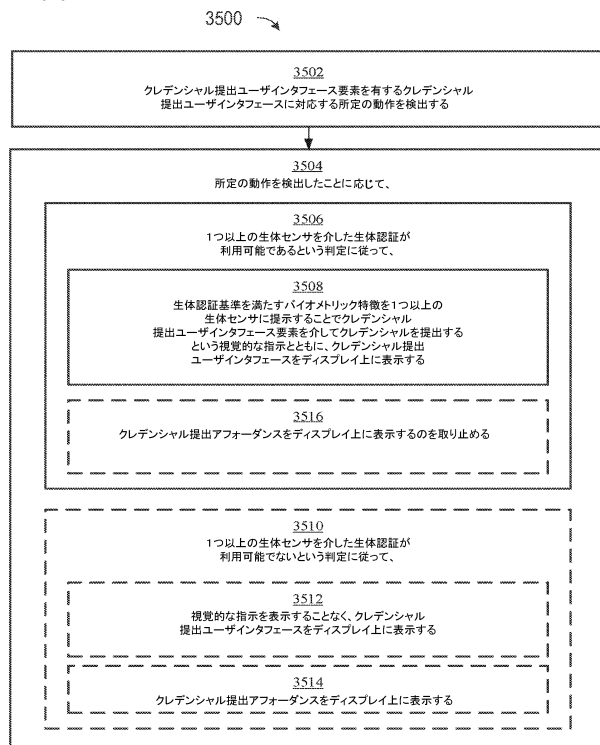 3500
3502
クレデンシャル提出ユーザインタフェース要素を有するクレデンシャル
提出ユーザインタフェースに対応する所定の動作を検出する
3504
所定の動作を検出したことに応じて、
3506
1つ以上の生体センサを介した生体認証が
利用可能であるという判定に従って、
3508
生体認証基準を満たすバイオメトリック特徴を1つ以上の
生体センサに提示することでクレデンシャル
提出ユーザインタフェース要素を介してクレデンシャルを提出する
という視覚的な指示とともに、クレデンシャル提出
ユーザインタフェースをディスプレイ上に表示する
3516
クレデンシャル提出アフォーダンスをディスプレイ上に表示するのを取り止める
3510
1つ以上の生体センサを介した生体認証が
利用可能でないという判定に従って、
3512
視覚的な指示を表示することなく、クレデンシャル
提出ユーザインタフェースをディスプレイ上に表示する
3514
クレデンシャル提出アフォーダンスをディスプレイ上に表示する